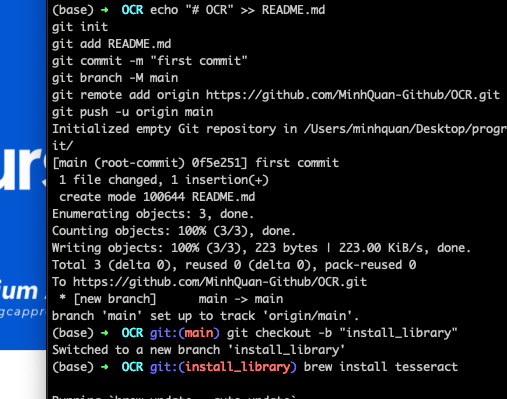 (base) → OCR echo "# OCR" >> README.md
git init
git add README.md
git commit -m "first commit"
git branch -M main
git remote add origin https://github.com/MinhQuan-Github/OCR.git
git push -u origin main
Initialized empty Git repository in /Users/minhquan/Desktop/progr
it/
[main (root-commit) 0f5e251] first commit
 1 file changed, 1 insertion(+)
 create mode 100644 README.md
Enumerating objects: 3, done.
Counting objects: 100% (3/3), done.
Writing objects: 100% (3/3), 223 bytes | 223.00 KiB/s, done.
Total 3 (delta 0), reused 0 (delta 0), pack-reused 0
To https://github.com/MinhQuan-Github/OCR.git
 * [new branch]      main -> main
branch 'main' set up to track 'origin/main'.
(base) → OCR git:(main) git checkout -b "install_library"
Switched to a new branch 'install_library'
(base) → OCR git:(install_library) brew install tesseract
urs
ium
gcappr